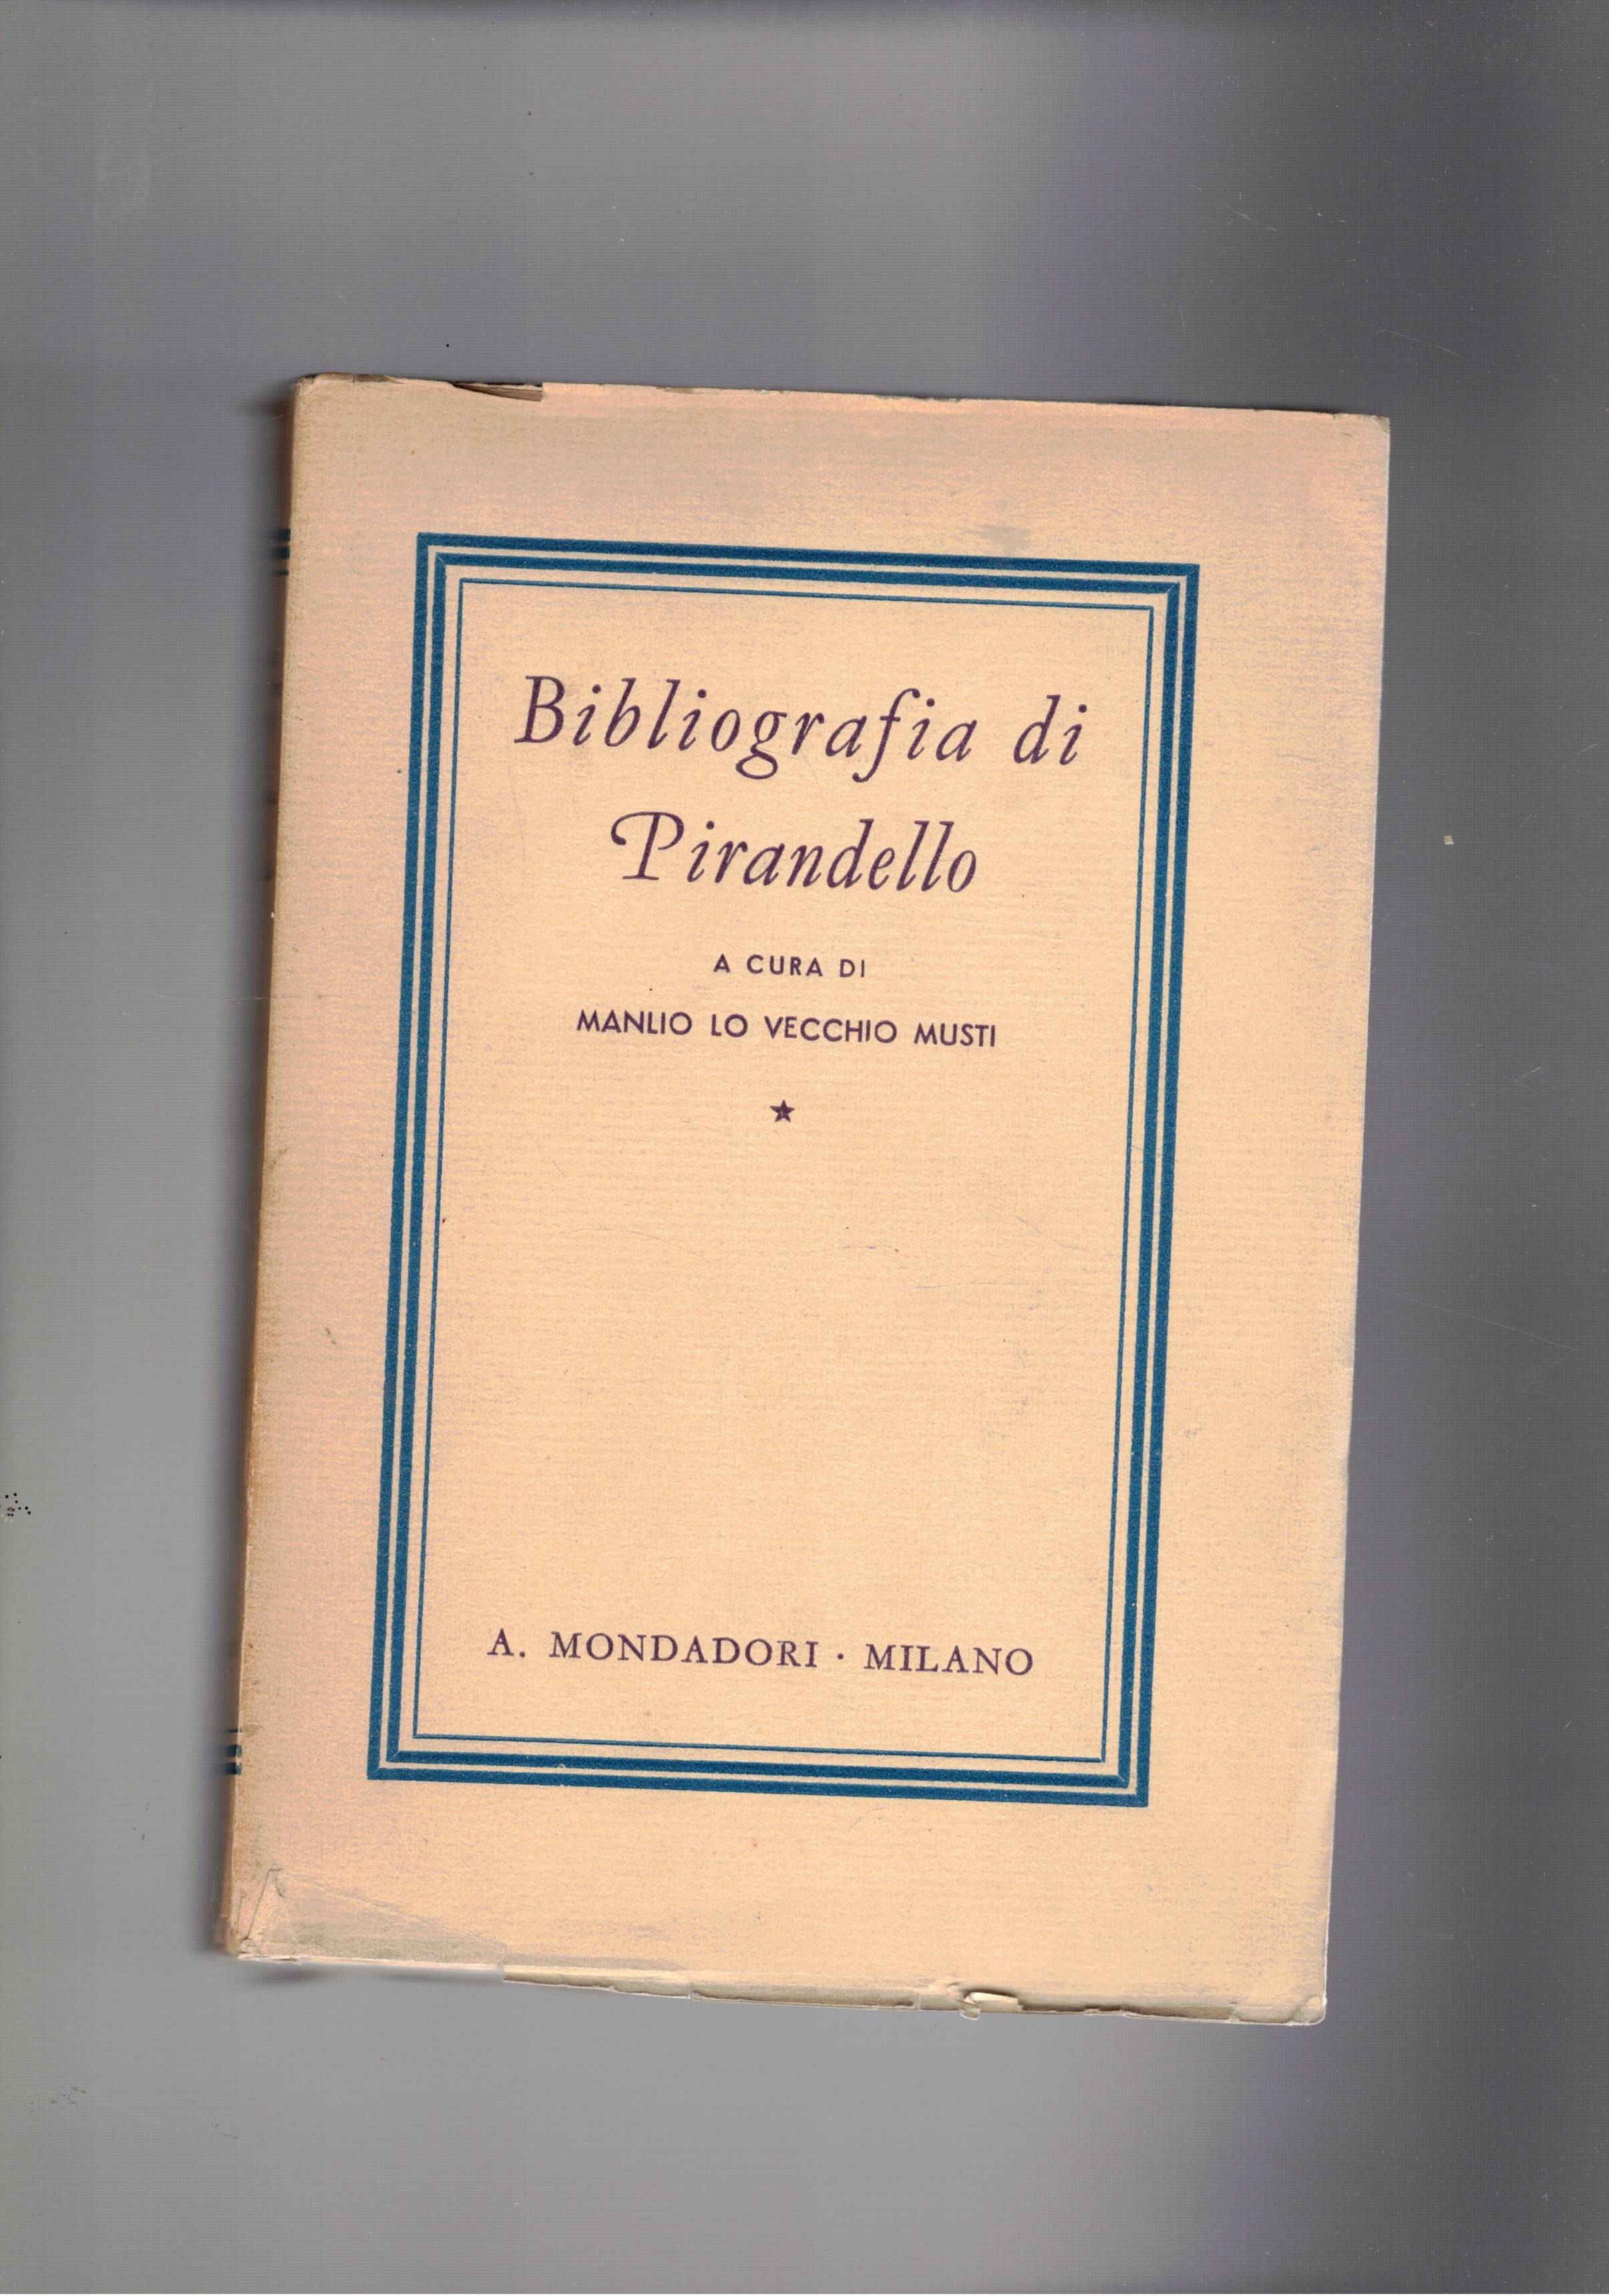 Bibliografia di
Pirandello
A CURA DI
MANLIO LO VECCHIO MUSTI
A. MONDADORI · MILANO